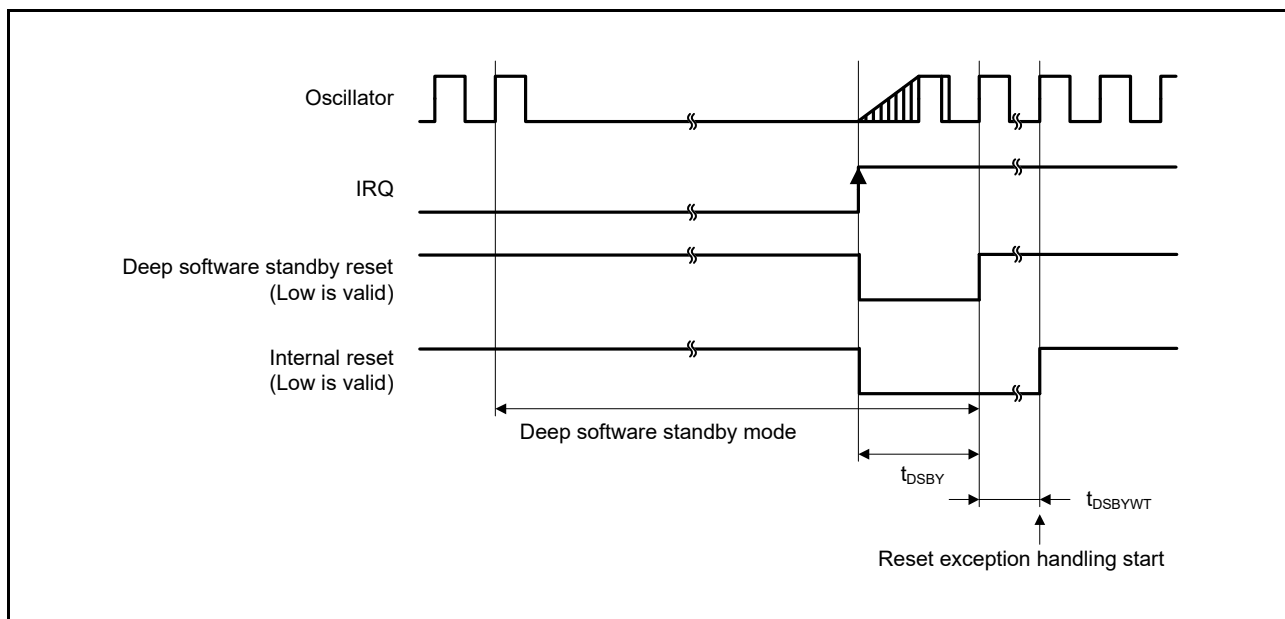 Oscillator
IRQ
Deep software standby reset
(Low is valid)
Internal reset
(Low is valid)
Deep software standby mode
tDSBY
tDSBYWT
Reset exception handling start